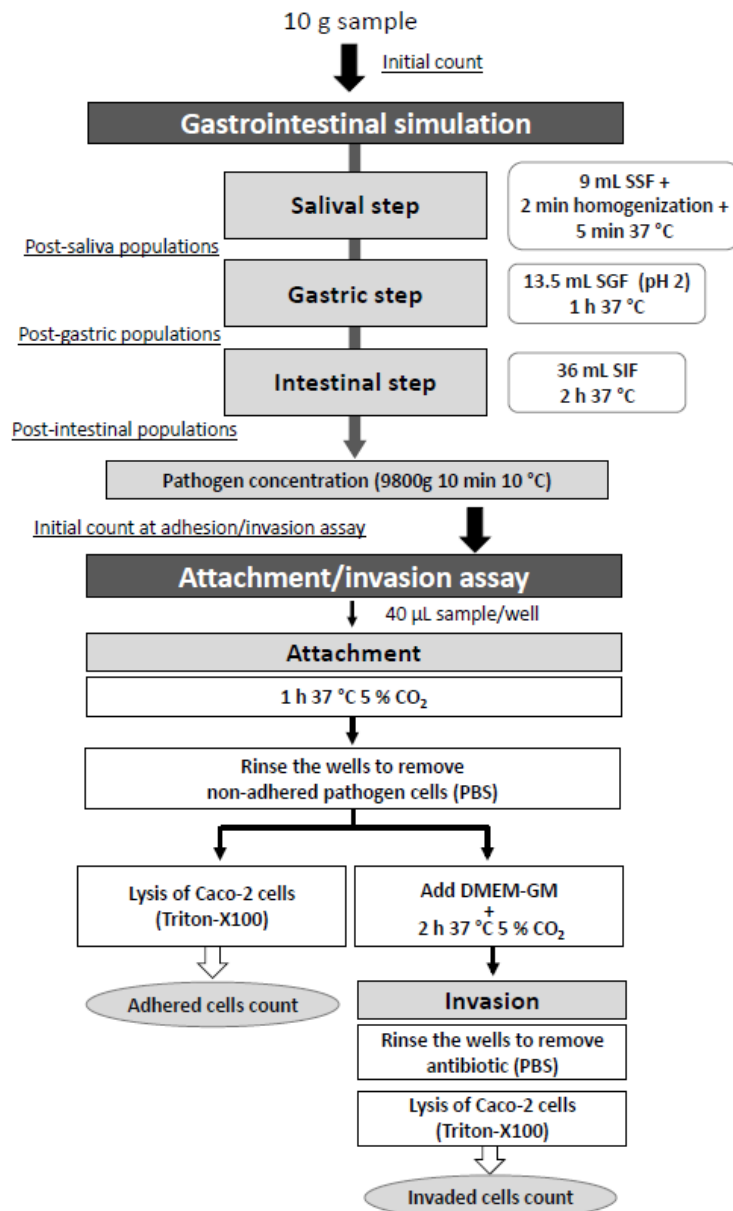 10 g sample
Initial count
Gastrointestinal simulation
Salival step
9 mL SSF +
2 min homogenization +
5 min 37 °C
Post-saliva populations
Gastric step
13.5 mL SGF (pH 2)
1 h 37 °C
Post-gastric populations
Intestinal step
36 mL SIF
2 h 37 °C
Post-intestinal populations
Pathogen concentration (9800g 10 min 10 °C)
Initial count at adhesion/invasion assay
Attachment/invasion assay
40 µL sample/well
Attachment
1 h 37 °C 5 % CO₂
Rinse the wells to remove
non-adhered pathogen cells (PBS)
Lysis of Caco-2 cells
(Triton-X100)
Add DMEM-GM
+
2 h 37 °C 5 % CO₂
Adhered cells count
Invasion
Rinse the wells to remove
antibiotic (PBS)
Lysis of Caco-2 cells
(Triton-X100)
Invaded cells count